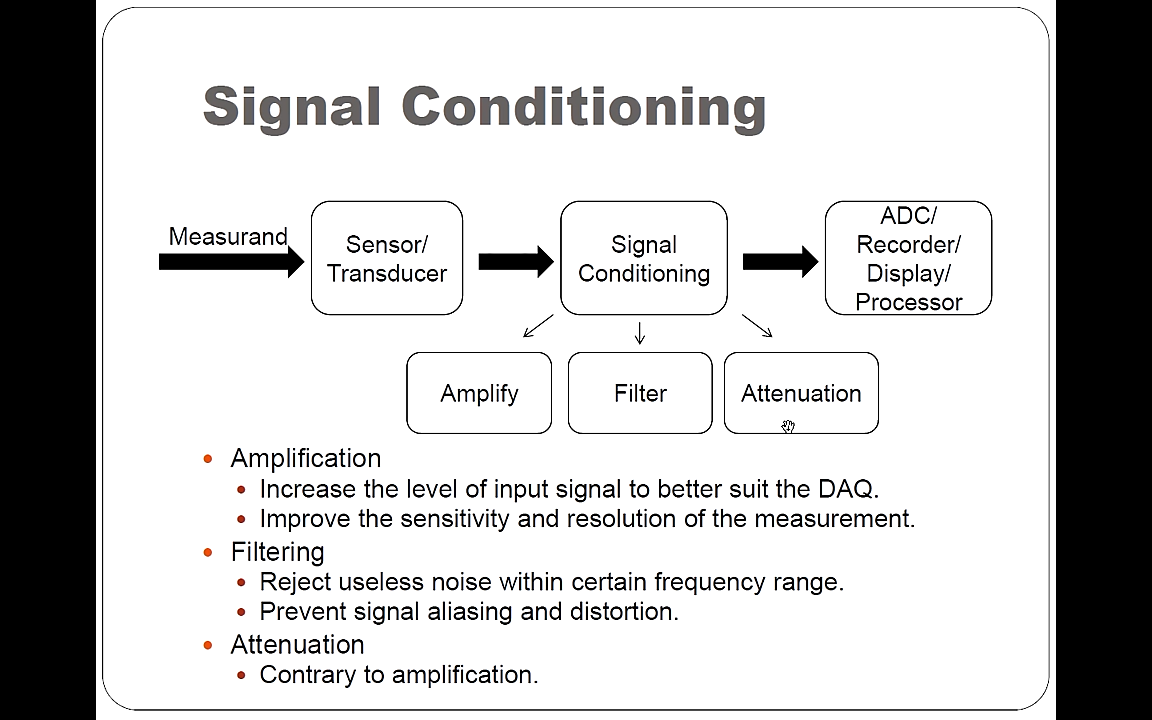 Signal Conditioning
Measurand
Sensor/
Transducer
Signal
Conditioning
ADC/
Recorder/
Display/
Processor
Amplify
Filter
Attenuation
Amplification
Increase the level of input signal to better suit the DAQ.
Improve the sensitivity and resolution of the measurement.
Filtering
Reject useless noise within certain frequency range.
Prevent signal aliasing and distortion.
Attenuation
Contrary to amplification.